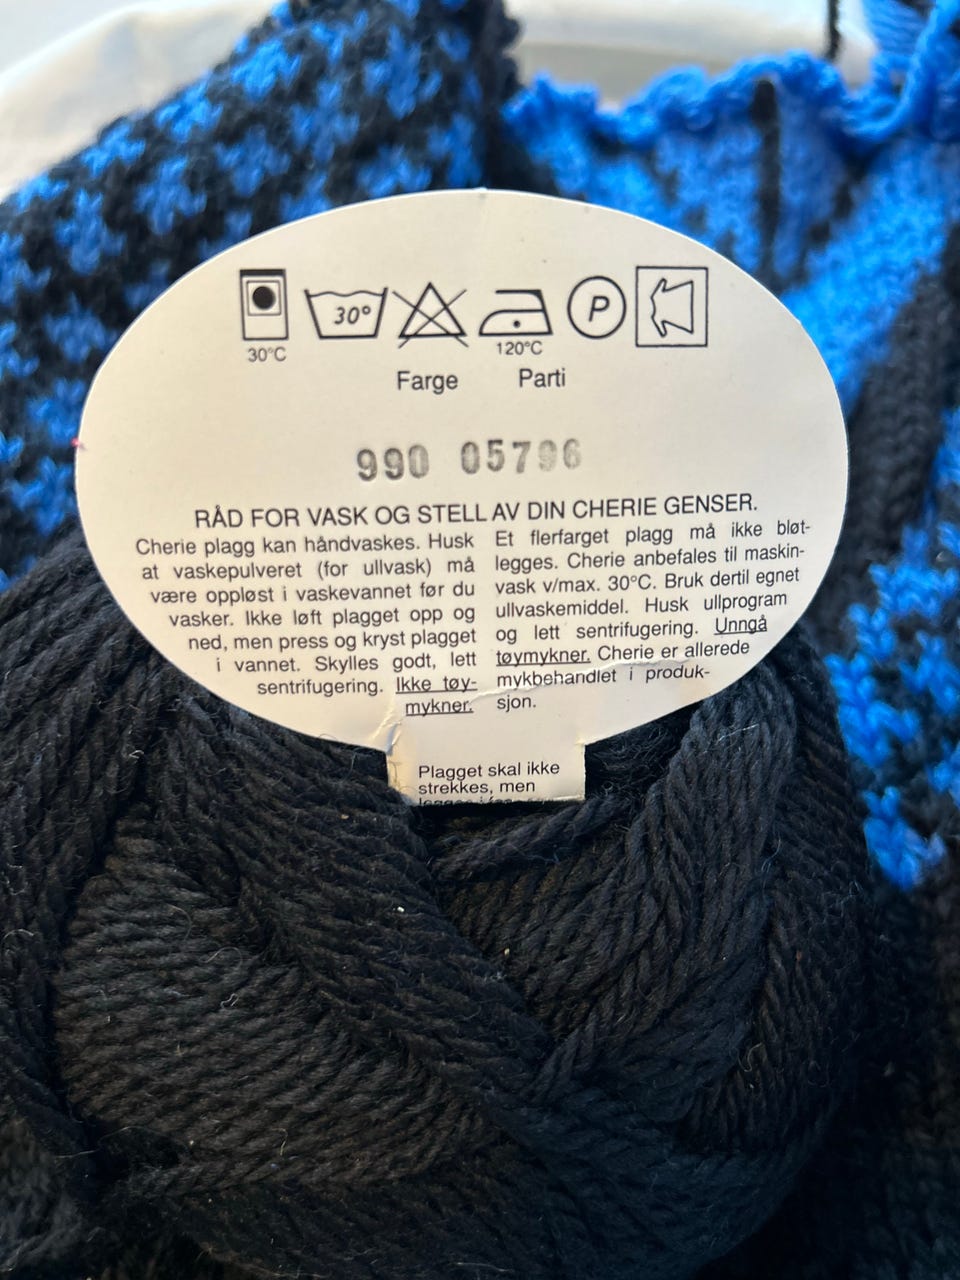 30°
P
30°C
120°C
Farge Parti
990 05796
RÅD FOR VASK OG STELL AV DIN CHERIE GENSER.
Cherie plagg kan håndvaskes. Husk
at vaskepulveret (for ullvask) må
være oppløst i vaskevannet før du
vasker. Ikke løft plagget opp og
ned, men press og kryst plagget
i vannet. Skylles godt, lett
sentrifugering. Ikke tøy-
mykner.
Et flerfarget plagg må ikke bløt-
legges. Cherie anbefales til maskin-
vask v/max. 30°C. Bruk dertil egnet
ullvaskemiddel. Husk ullprogram
og lett sentrifugering. Unngå
tøymykner. Cherie er allerede
mykbehandlet i produk-
sjon.
Plagget skal ikke
strekkes, men